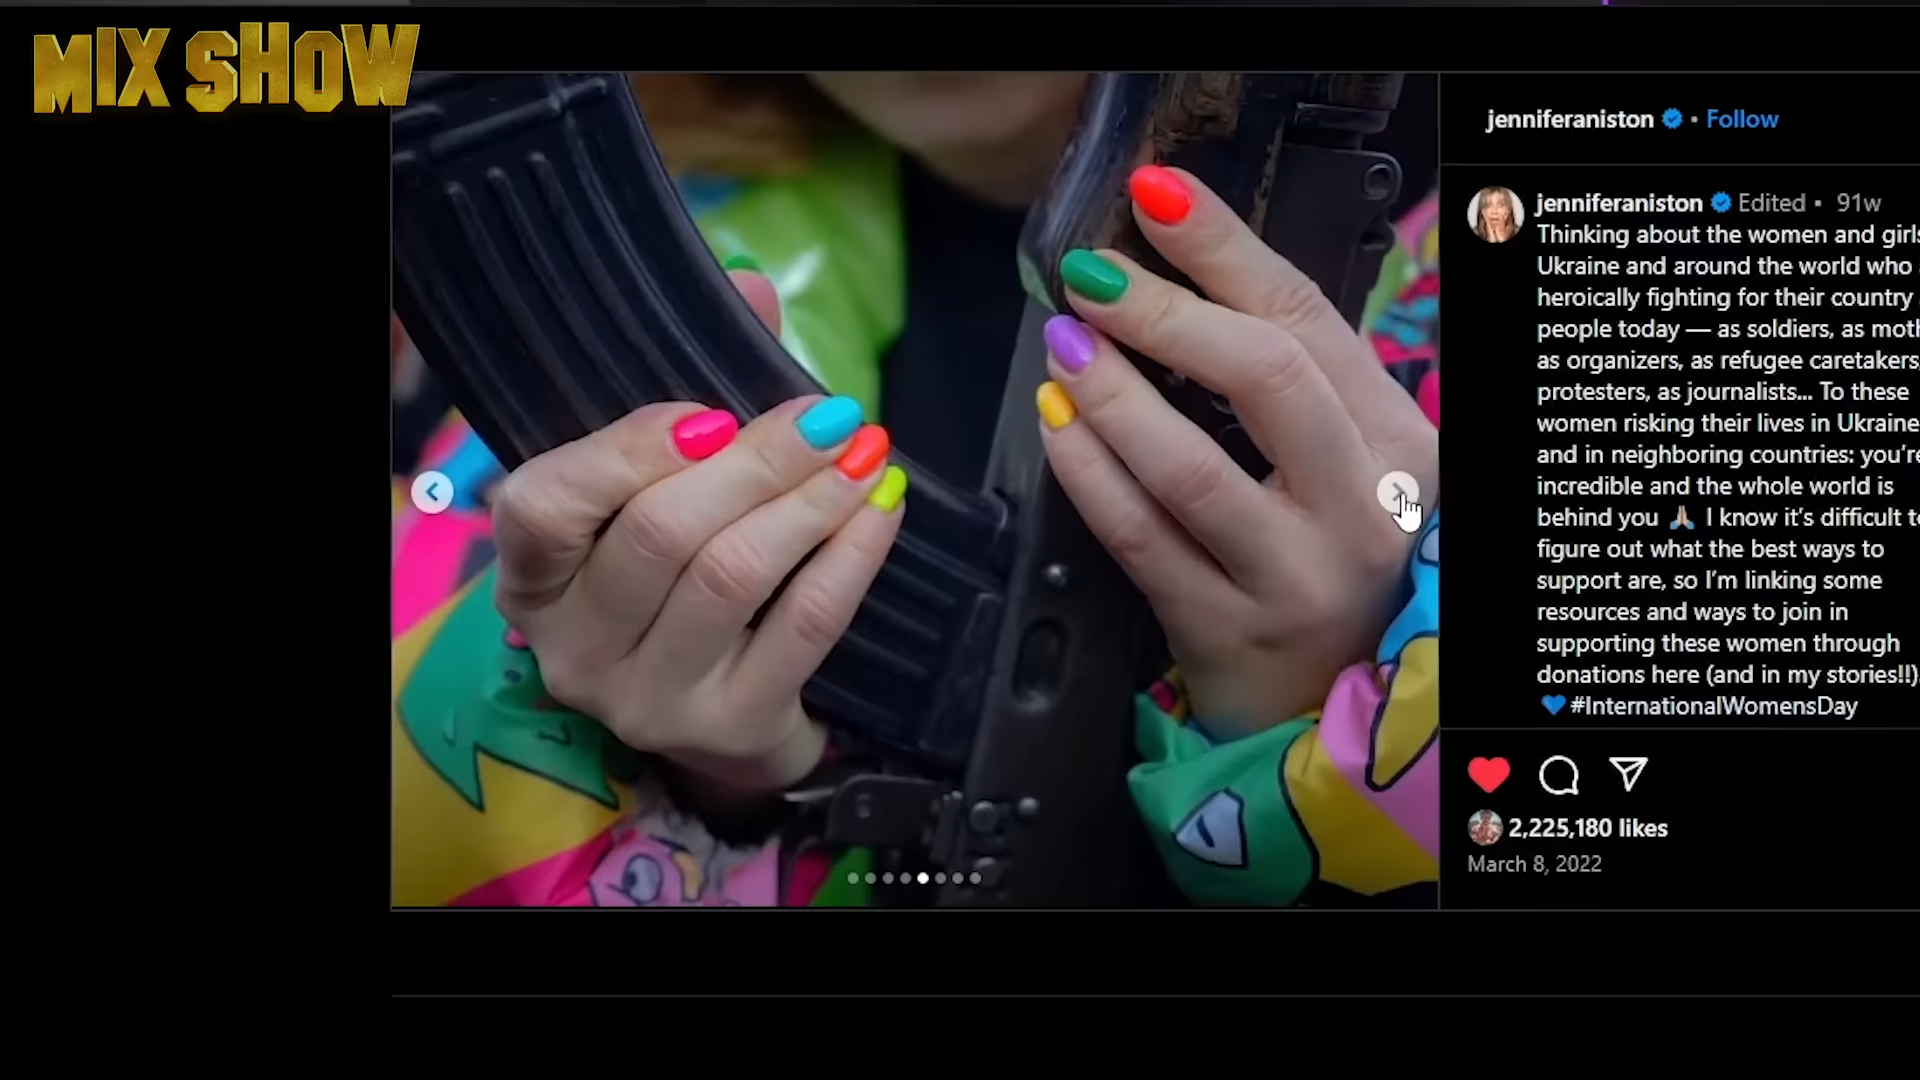 MIX SHOW
jenniferaniston • Follow
jenniferaniston Edited • 91w
Thinking about the women and girls
Ukraine and around the world who
heroically fighting for their country
people today — as soldiers, as moth
as organizers, as refugee caretakers,
protesters, as journalists... To these
women risking their lives in Ukraine
and in neighboring countries: you're
incredible and the whole world is
behind you 🙏🏼 I know it's difficult to
figure out what the best ways to
support are, so I'm linking some
resources and ways to join in
supporting these women through
donations here (and in my stories!!)
💙 #InternationalWomensDay
2,225,180 likes
March 8, 2022